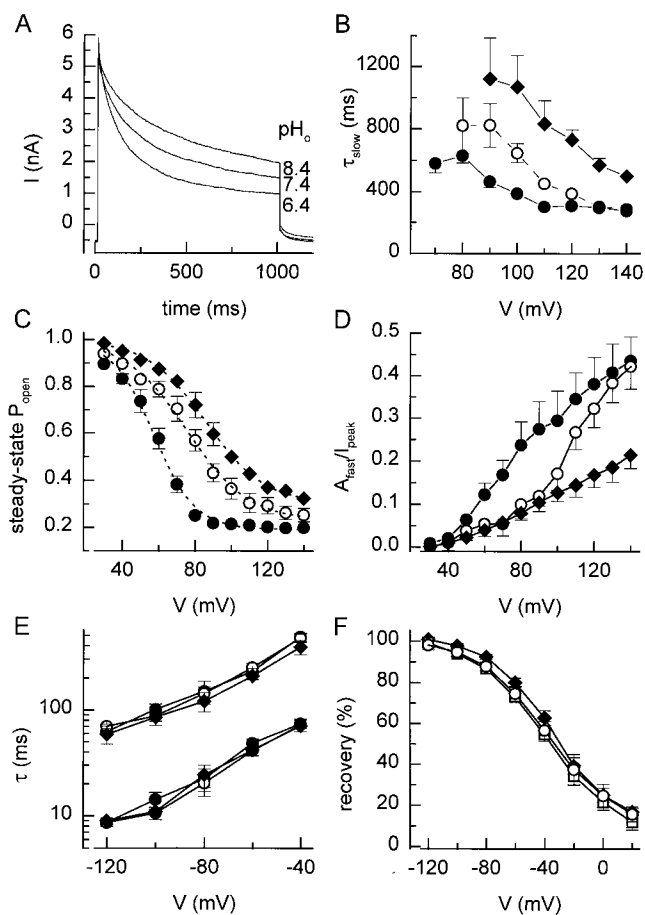 A
6
5
4
3
2
1
0
I (nA)
pHo
8.4
7.4
6.4
0
500
1000
time (ms)
B
1200
800
400
0
τslow (ms)
80
100
120
140
V (mV)
C
1.0
0.8
0.6
0.4
0.2
steady-state Popen
40
80
120
V (mV)
D
0.5
0.4
0.3
0.2
0.1
0.0
Afast/Ipeak
40
80
120
V (mV)
E
100
10
τ (ms)
-120
-80
-40
V (mV)
F
100
80
60
40
20
0
recovery (%)
-120
-80
-40
0
V (mV)